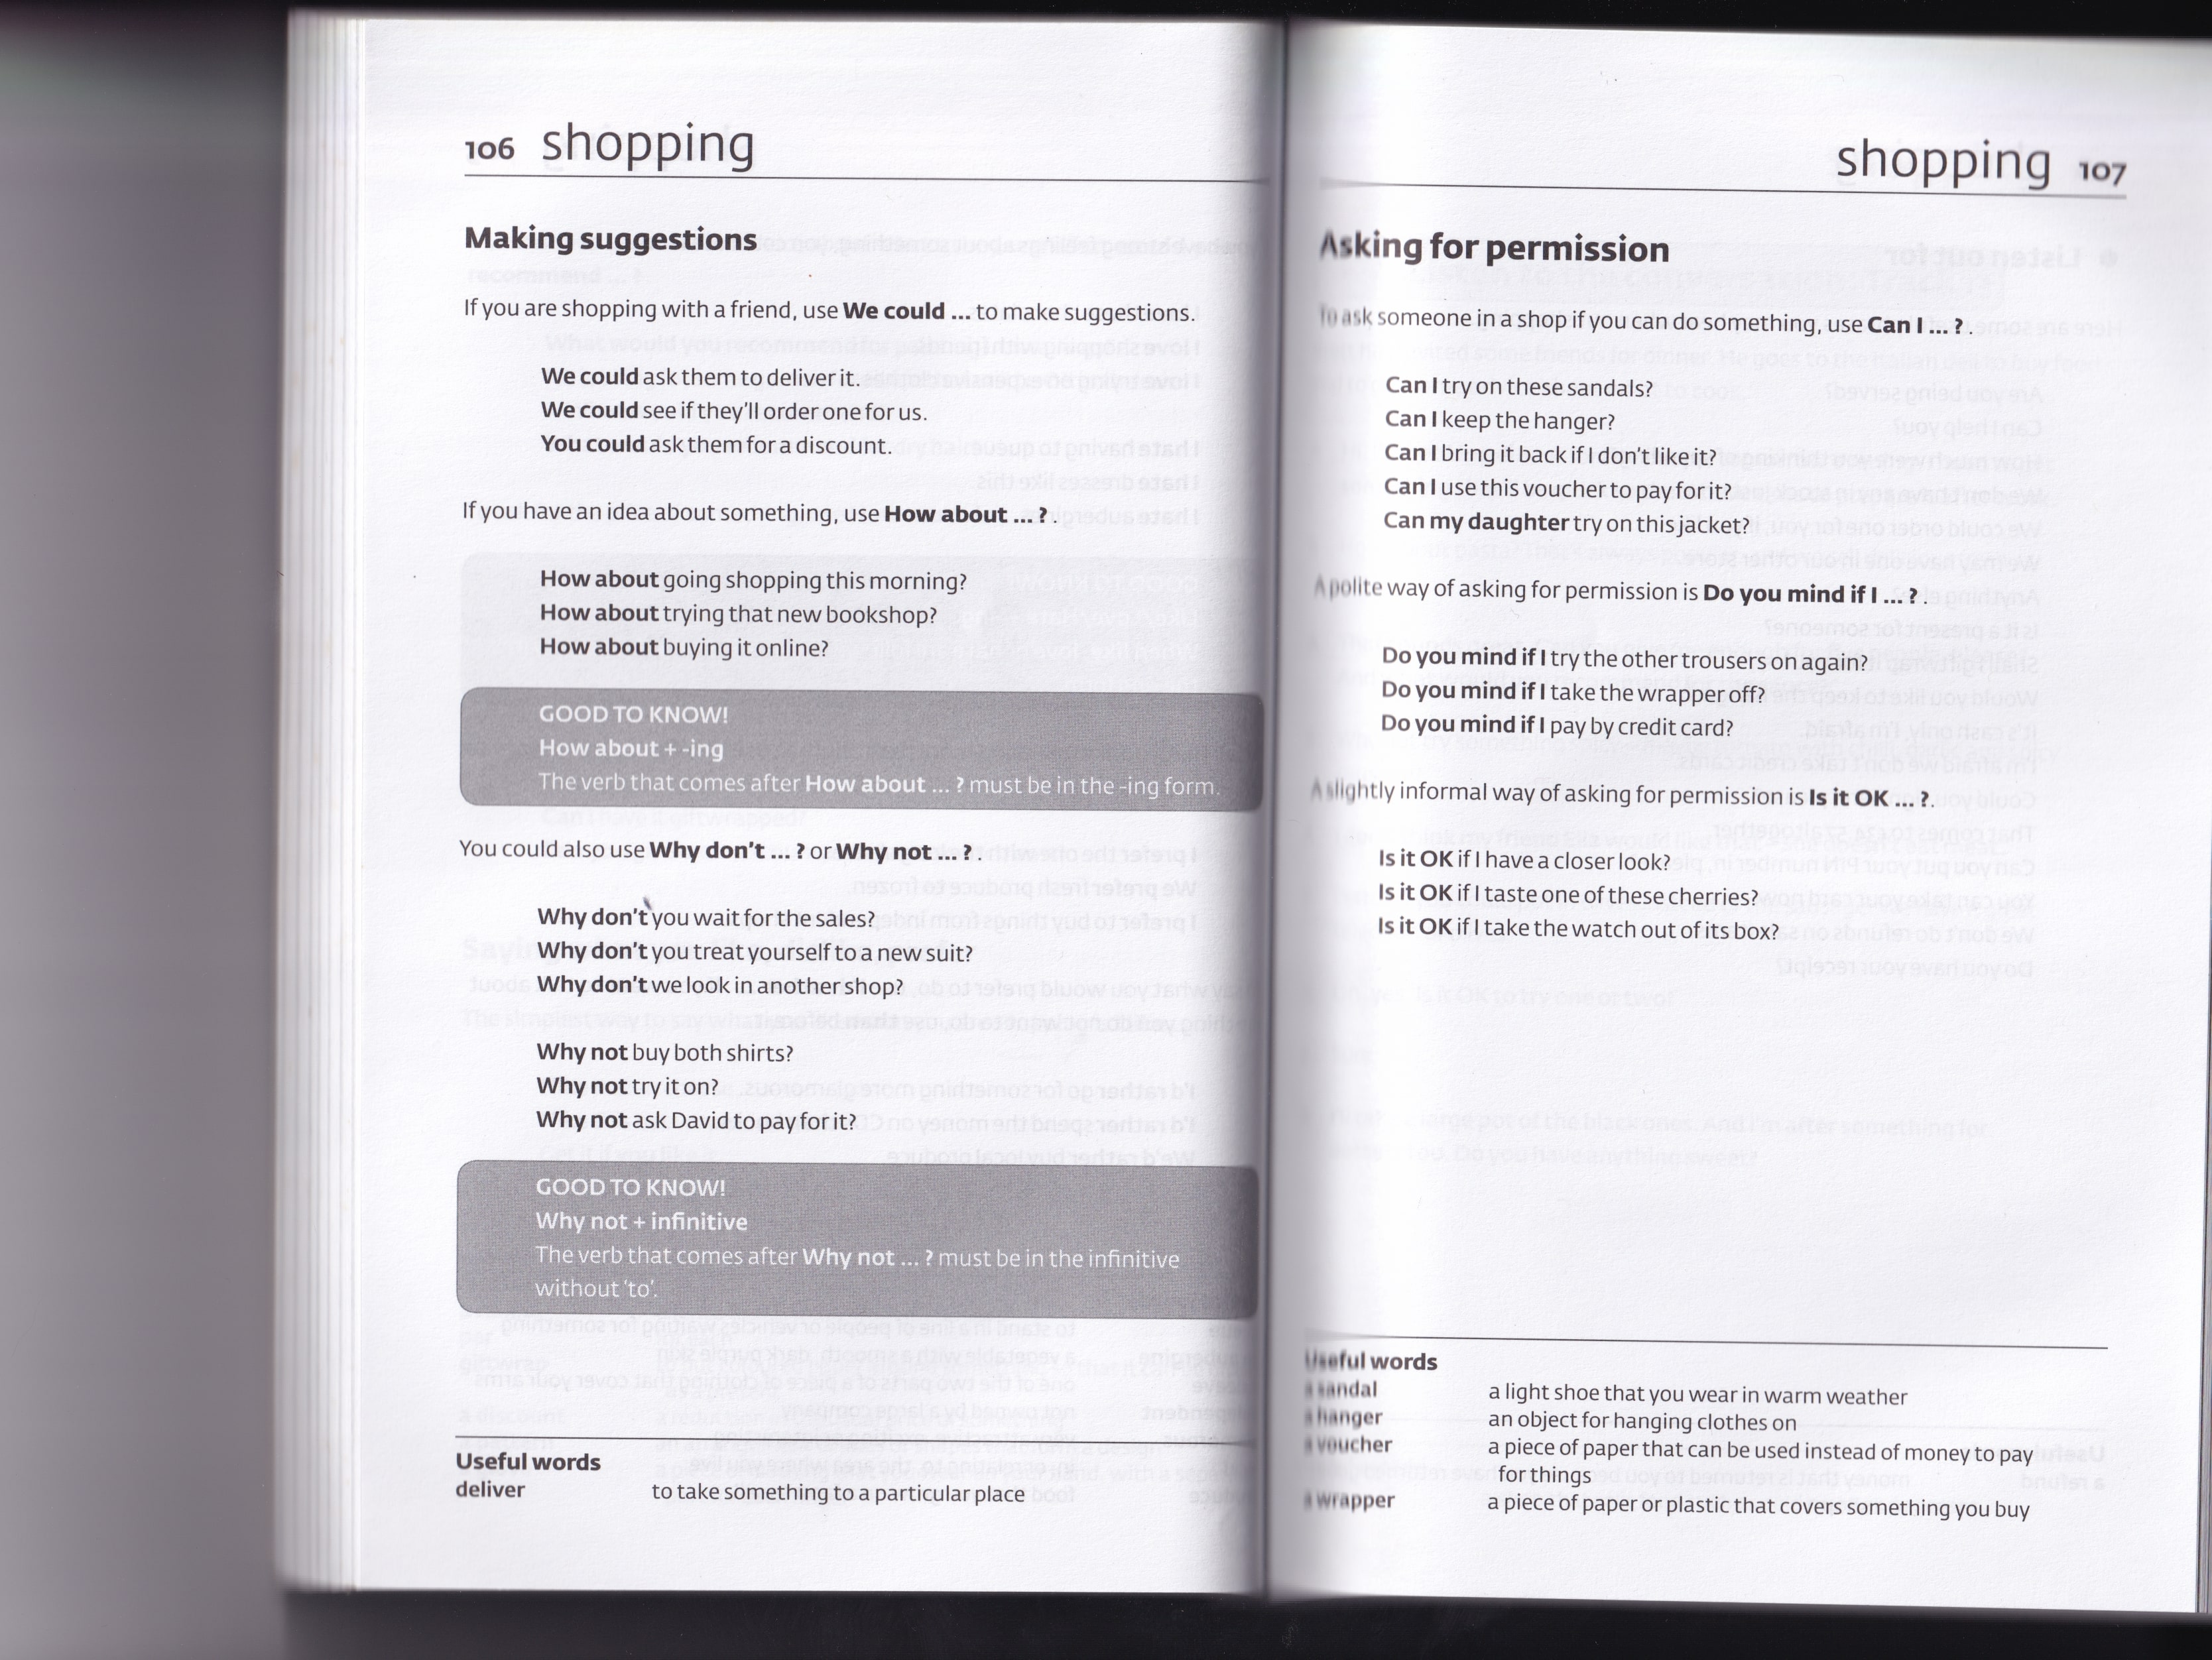 106 shopping
Making suggestions
If you are shopping with a friend, use We could ... to make suggestions.
We could ask them to deliver it.
We could see if they'll order one for us.
You could ask them for a discount.
If you have an idea about something, use How about ... ? .
How about going shopping this morning?
How about trying that new bookshop?
How about buying it online?
GOOD TO KNOW!
How about + -ing
The verb that comes after How about ... ? must be in the -ing form.
You could also use Why don't ... ? or Why not ... ? .
Why don't you wait for the sales?
Why don't you treat yourself to a new suit?
Why don't we look in another shop?
Why not buy both shirts?
Why not try it on?
Why not ask David to pay for it?
GOOD TO KNOW!
Why not + infinitive
The verb that comes after Why not ... ? must be in the infinitive
without 'to'.
Useful words
deliver to take something to a particular place
shopping 107
Asking for permission
To ask someone in a shop if you can do something, use Can I ... ? .
Can I try on these sandals?
Can I keep the hanger?
Can I bring it back if I don't like it?
Can I use this voucher to pay for it?
Can my daughter try on this jacket?
A polite way of asking for permission is Do you mind if I ... ? .
Do you mind if I try the other trousers on again?
Do you mind if I take the wrapper off?
Do you mind if I pay by credit card?
A slightly informal way of asking for permission is Is it OK ... ?.
Is it OK if I have a closer look?
Is it OK if I taste one of these cherries?
Is it OK if I take the watch out of its box?
Useful words
a sandal a light shoe that you wear in warm weather
a hanger an object for hanging clothes on
a voucher a piece of paper that can be used instead of money to pay
for things
a wrapper a piece of paper or plastic that covers something you buy